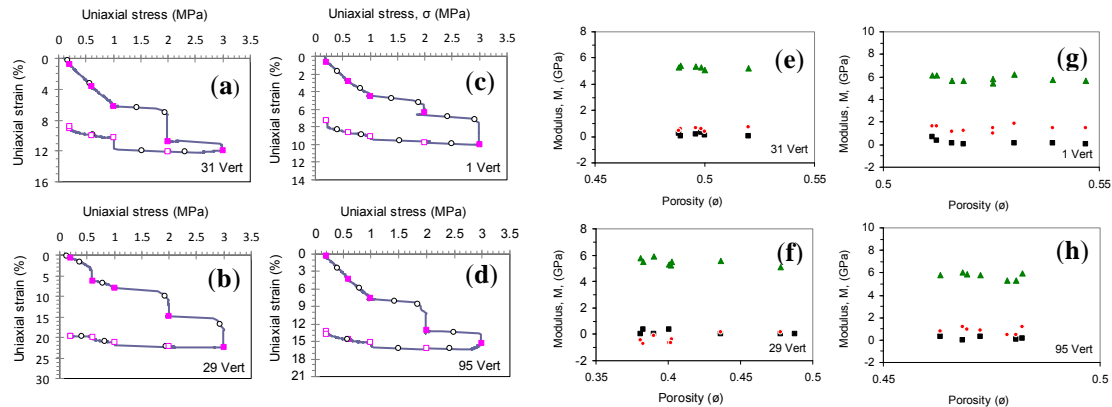 Uniaxial stress (MPa)
0 0.5 1 1.5 2 2.5 3 3.5
Uniaxial strain (%)
0
4
8
12
16
(a)
31 Vert
Uniaxial stress, σ (MPa)
0 0.5 1 1.5 2 2.5 3 3.5
Uniaxial strain (%)
0
2
4
6
8
10
12
14
(c)
1 Vert
Modulus, M, (GPa)
8
6
4
2
0
-2
(e)
31 Vert
0.45 0.5 0.55
Porosity (ø)
Modulus, M, (GPa)
10
8
6
4
2
0
-2
(g)
1 Vert
0.5 0.55
Porosity (ø)
Uniaxial stress (MPa)
0 0.5 1 1.5 2 2.5 3 3.5
Uniaxial strain (%)
0
5
10
15
20
25
30
(b)
29 Vert
Uniaxial stress (MPa)
0 0.5 1 1.5 2 2.5 3 3.5
Uniaxial strain (%)
0
3
6
9
12
15
18
21
(d)
95 Vert
Modulus, M, (GPa)
8
6
4
2
0
-2
(f)
29 Vert
0.35 0.4 0.45 0.5
Porosity (ø)
Modulus, M, (GPa)
10
8
6
4
2
0
-2
(h)
95 Vert
0.45 0.5
Porosity (ø)